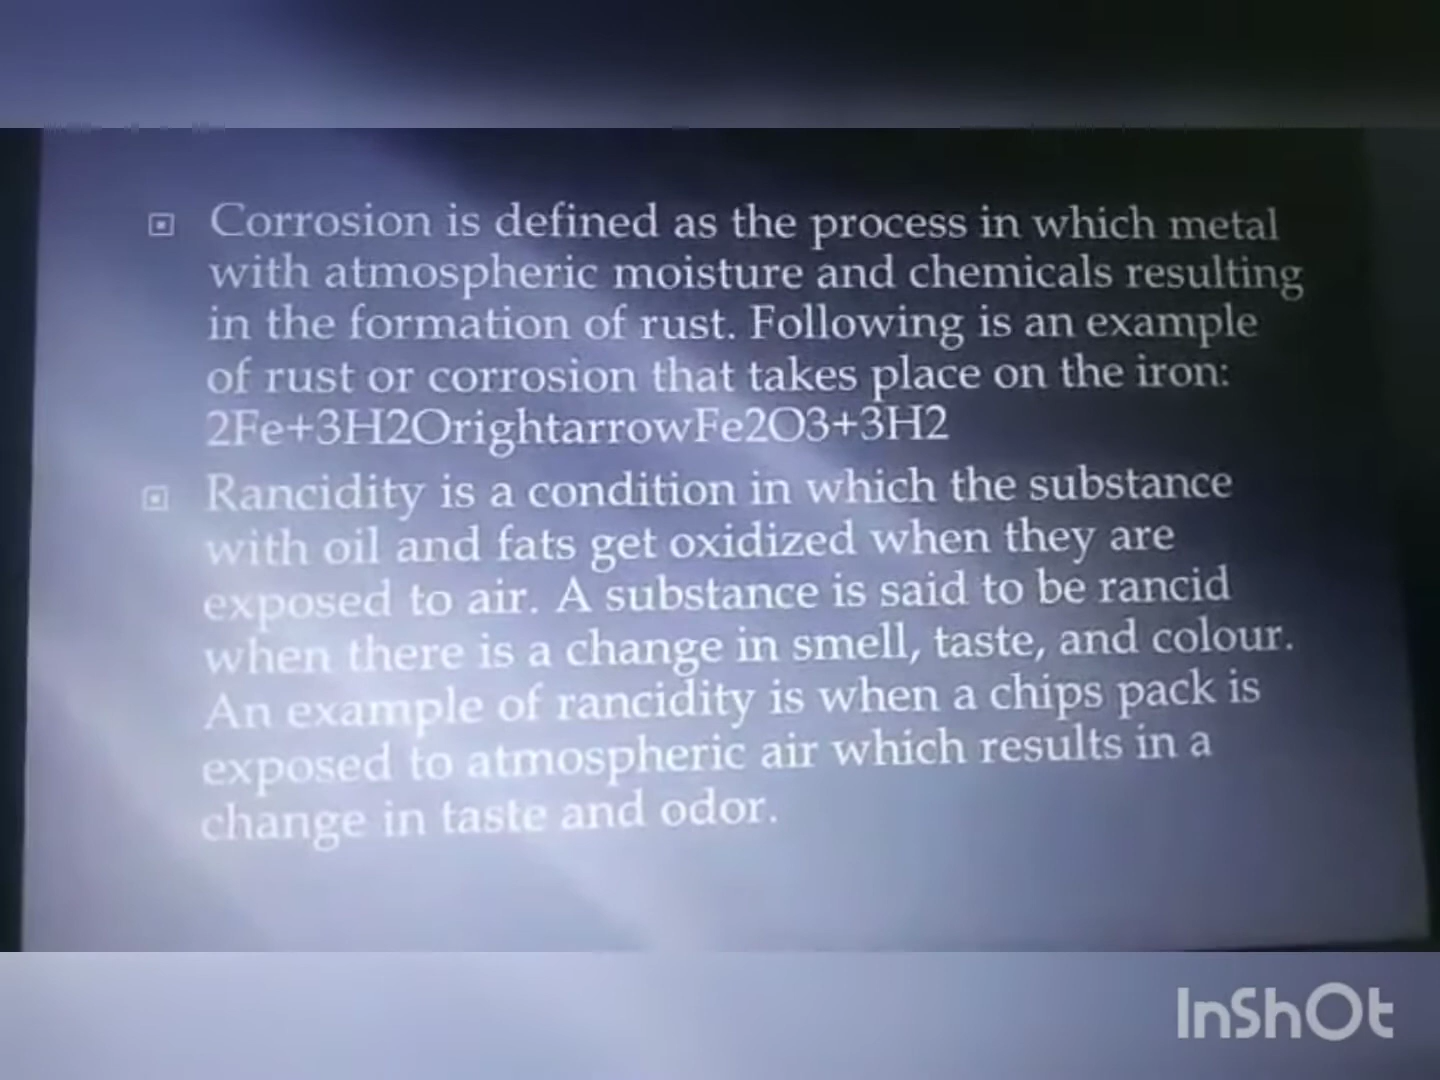 Corrosion is defined as the process in which metal
with atmospheric moisture and chemicals resulting
in the formation of rust. Following is an example
of rust or corrosion that takes place on the iron:
2Fe+3H2OrightarrowFe2O3+3H2
Rancidity is a condition in which the substance
with oil and fats get oxidized when they are
exposed to air. A substance is said to be rancid
when there is a change in smell, taste, and colour.
An example of rancidity is when a chips pack is
exposed to atmospheric air which results in a
change in taste and odor.
InShOt